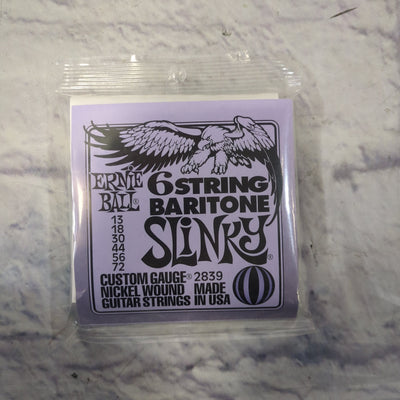 6 STRING
BARITONE
ERNIE
BALL®
SLINKY®
13
18
30
44
56
72
CUSTOM GAUGE® 2839
NICKEL WOUND MADE
GUITAR STRINGS IN USA